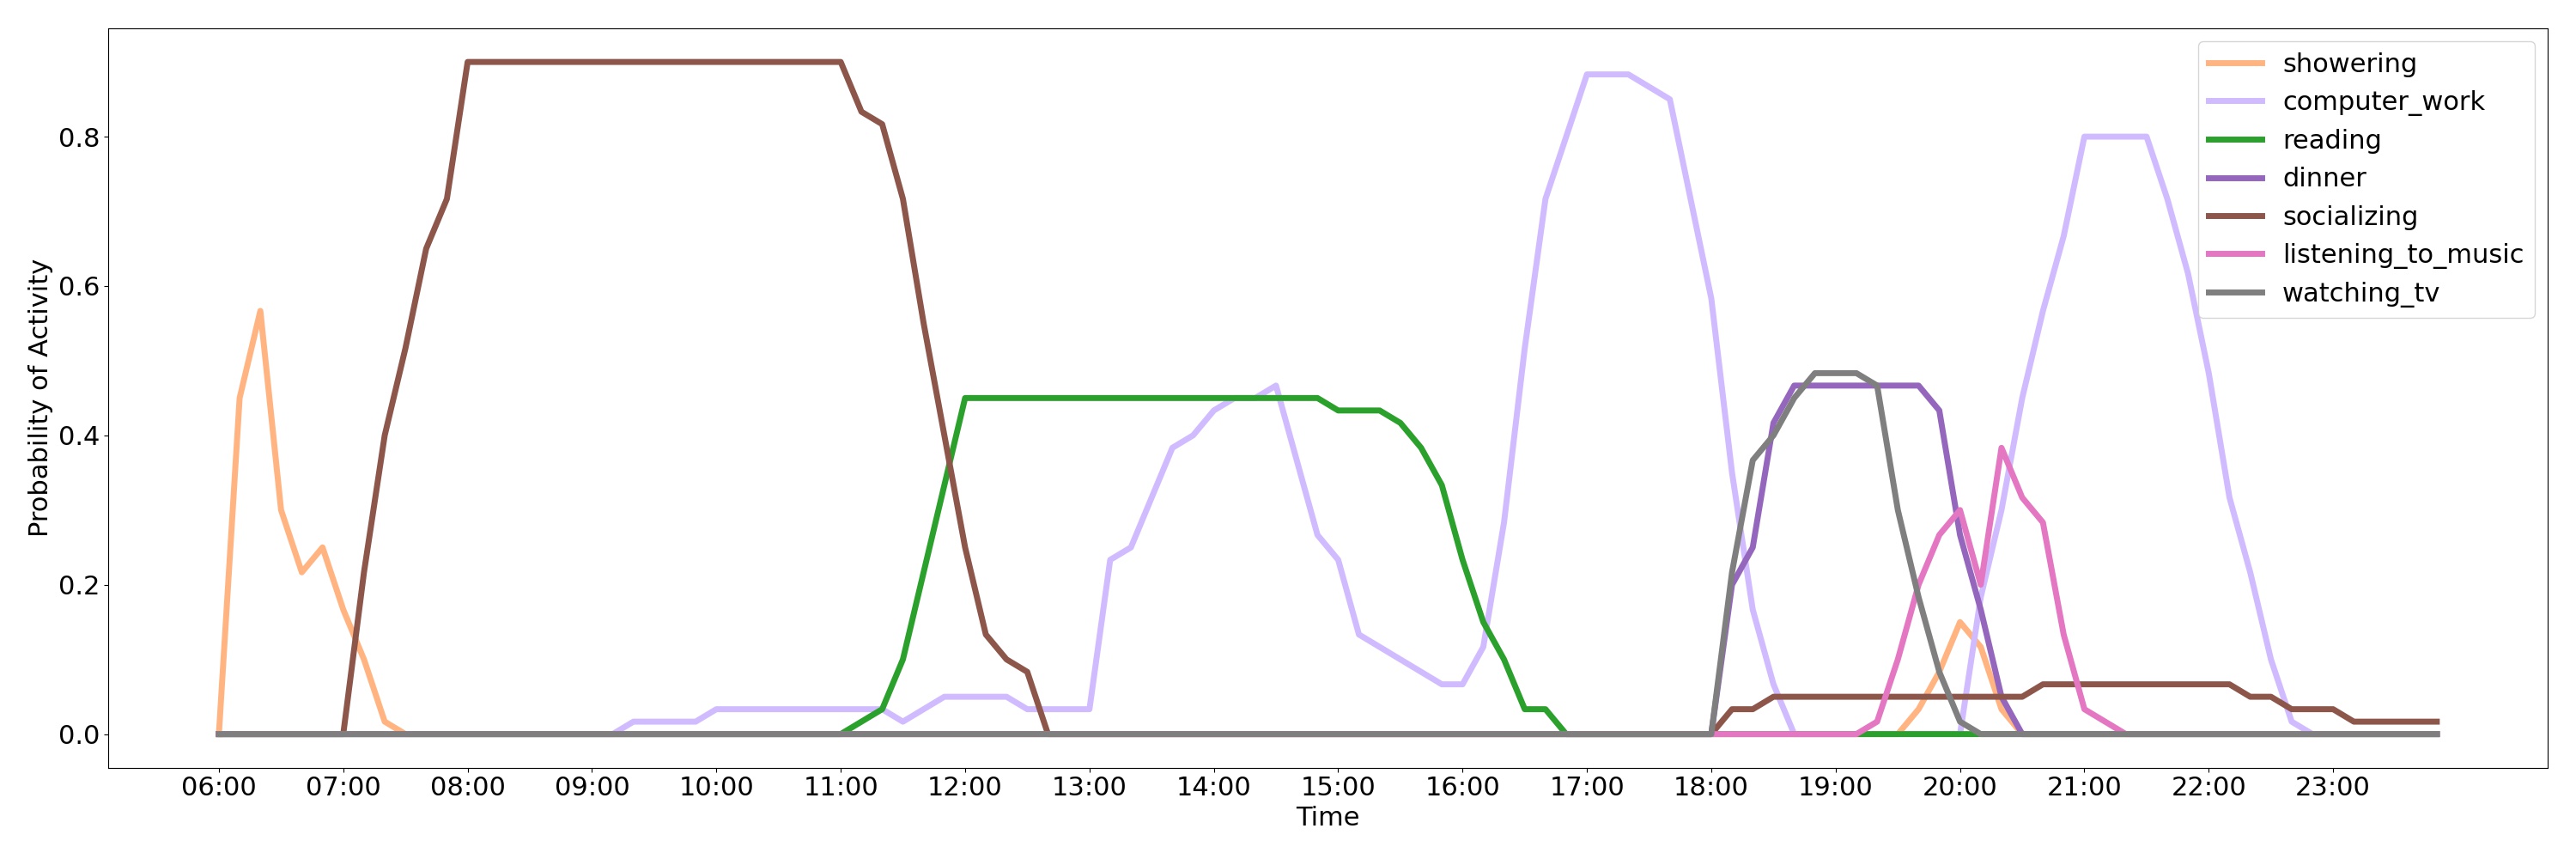 showering
computer_work
reading
dinner
socializing
listening_to_music
watching_tv
Probability of Activity
0.8
0.6
0.4
0.2
0.0
06:00 07:00 08:00 09:00 10:00 11:00 12:00 13:00 14:00 15:00 16:00 17:00 18:00 19:00 20:00 21:00 22:00 23:00
Time